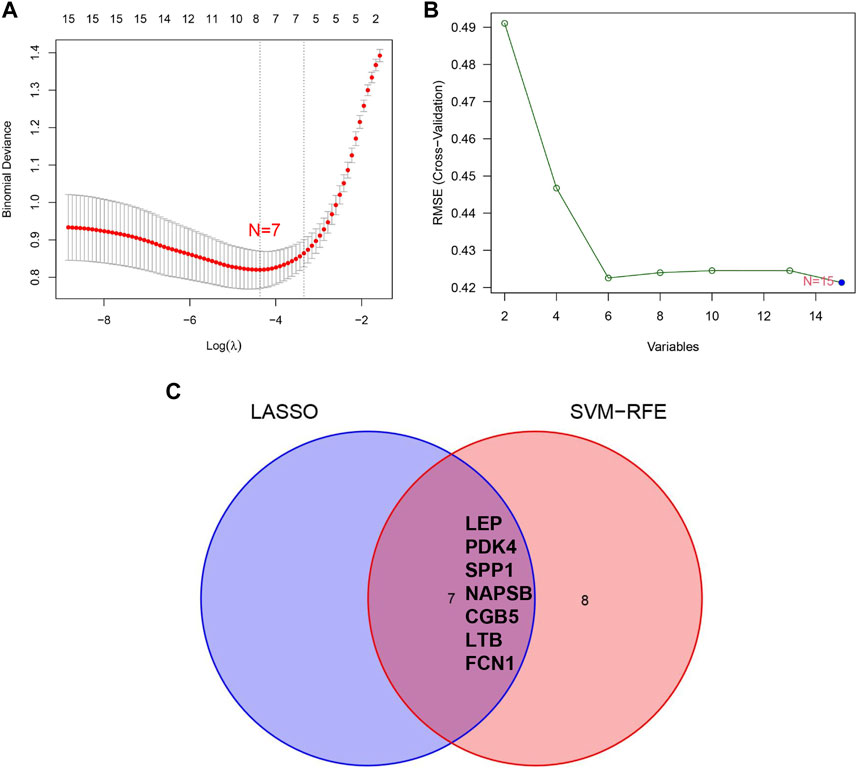 A
15 15 15 15 14 12 11 10 8 7 7 5 5 5 2
Binomial Deviance
1.4
1.3
1.2
1.1
1.0
0.9
0.8
N=7
−8 −6 −4 −2
Log(λ)
B
RMSE (Cross−Validation)
0.49
0.48
0.47
0.46
0.45
0.44
0.43
0.42
N=15
2 4 6 8 10 12 14
Variables
C
LASSO
SVM−RFE
LEP
PDK4
SPP1
7 NAPSB 8
CGB5
LTB
FCN1